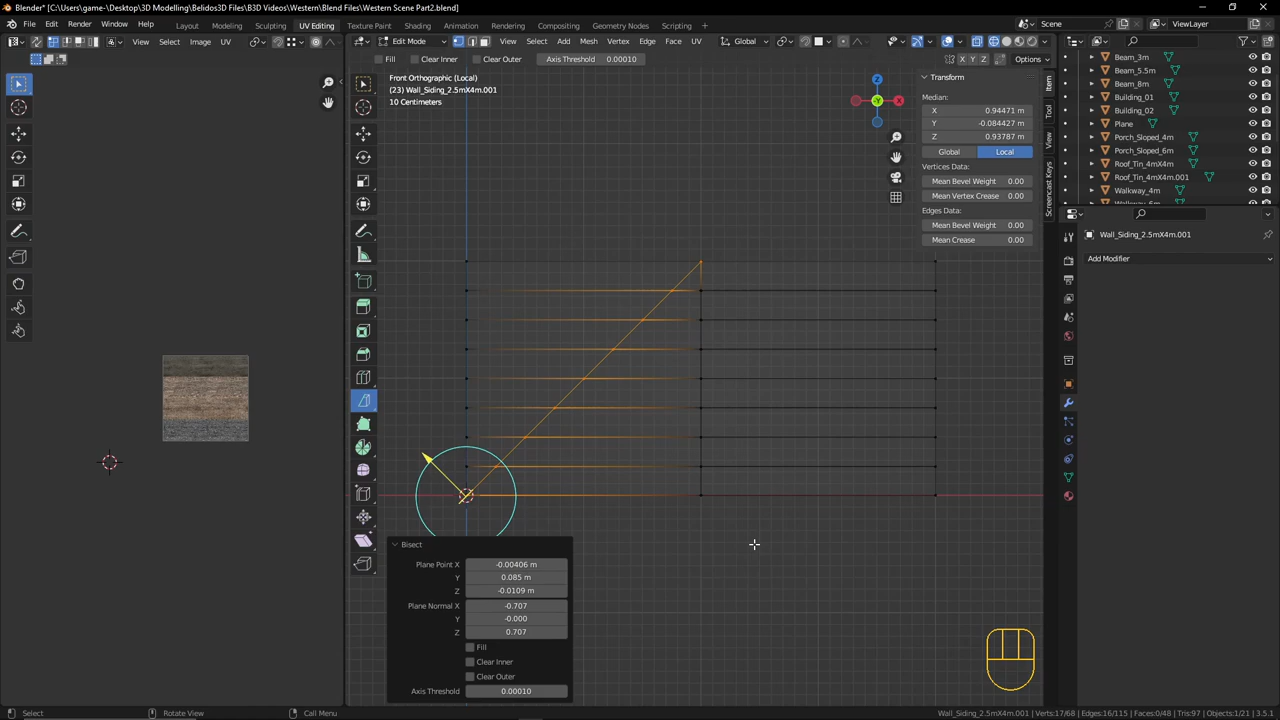 Blender* [C:\Users\game-\Desktop\3D Modelling\Belidos\B3D Videos\Western\Blend Files\Western Scene Part2.blend]
File Edit Render Window Help Layout Modeling Sculpting UV Editing Texture Paint Shading Animation Rendering Compositing Geometry Nodes Scripting Scene ViewLayer
View Select Image UV Edit Mode View Select Add Mesh Vertex Edge Face UV Global
Fill Clear Inner Clear Outer Axis Threshold 0.00010 X Y Z Options
Front Orthographic (Local)
(23) Wall_Siding_2.5mX4m.001
10 Centimeters
Z
Y
X
Transform
Median:
X 0.94471 m
Y -0.084427 m
Z 0.93787 m
Global Local
Vertices Data:
Mean Bevel Weight 0.00
Mean Vertex Crease 0.00
Edges Data:
Mean Bevel Weight 0.00
Mean Crease 0.00
Item
Tool
View
Screencast Keys
Beam_3m
Beam_5.5m
Beam_8m
Building_01
Building_02
Plane
Porch_Sloped_4m
Porch_Sloped_6m
Roof_Tin_4mX4m
Roof_Tin_4mX4m.001
Walkway_4m
Walkway_6m
Wall_Siding_2.5mX4m.001
Add Modifier
Bisect
Plane Point X -0.00406 m
Y 0.085 m
Z -0.0109 m
Plane Normal X -0.707
Y -0.000
Z 0.707
Fill
Clear Inner
Clear Outer
Axis Threshold 0.00010
Select Rotate View Call Menu Wall_Siding_2.5mX4m.001 | Verts:17/68 | Edges:16/115 | Faces:0/48 | Tris:97 | Objects:1/21 | 3.5.1